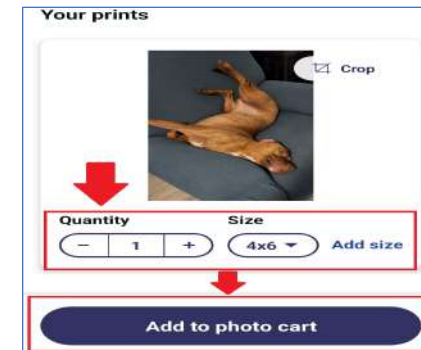 Your prints
Crop
Quantity Size
− 1 + 4x6 Add size
Add to photo cart